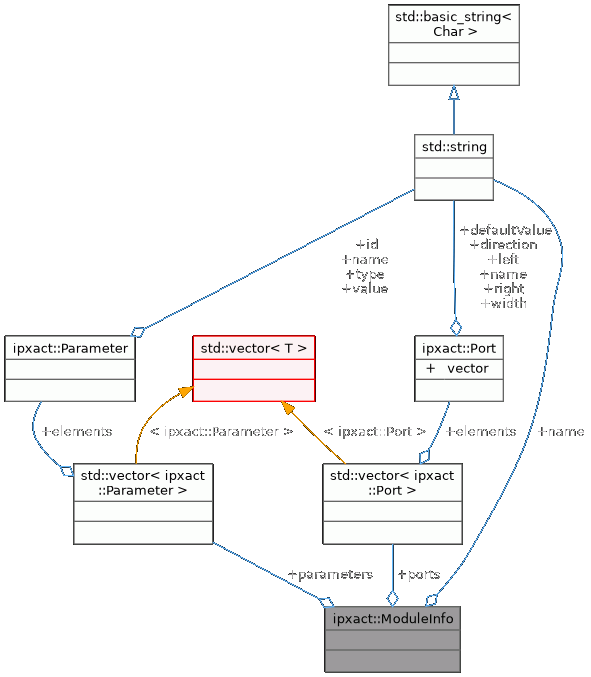 std::basic_string<
Char >
std::string
+id
+name
+type
+value
+defaultValue
+direction
+left
+name
+right
+width
ipxact::Parameter
std::vector< T >
ipxact::Port
+ vector
+elements
< ipxact::Parameter >
< ipxact::Port >
+elements
+name
std::vector< ipxact
::Parameter >
std::vector< ipxact
::Port >
+parameters
+ports
ipxact::ModuleInfo